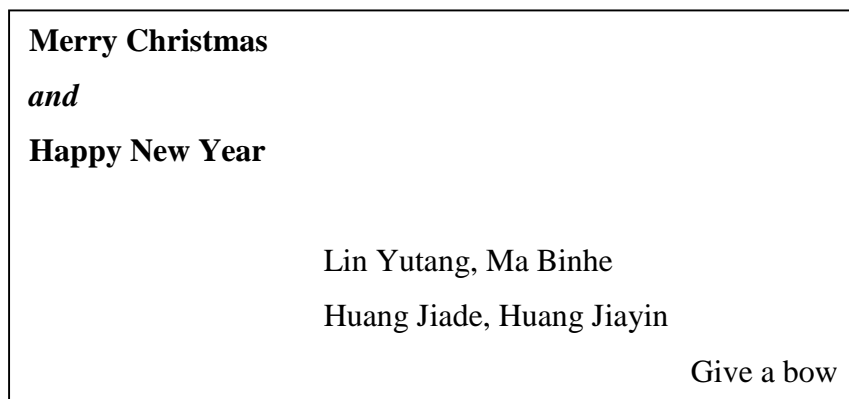 Merry Christmas
and
Happy New Year
Lin Yutang, Ma Binhe
Huang Jiade, Huang Jiayin
Give a bow